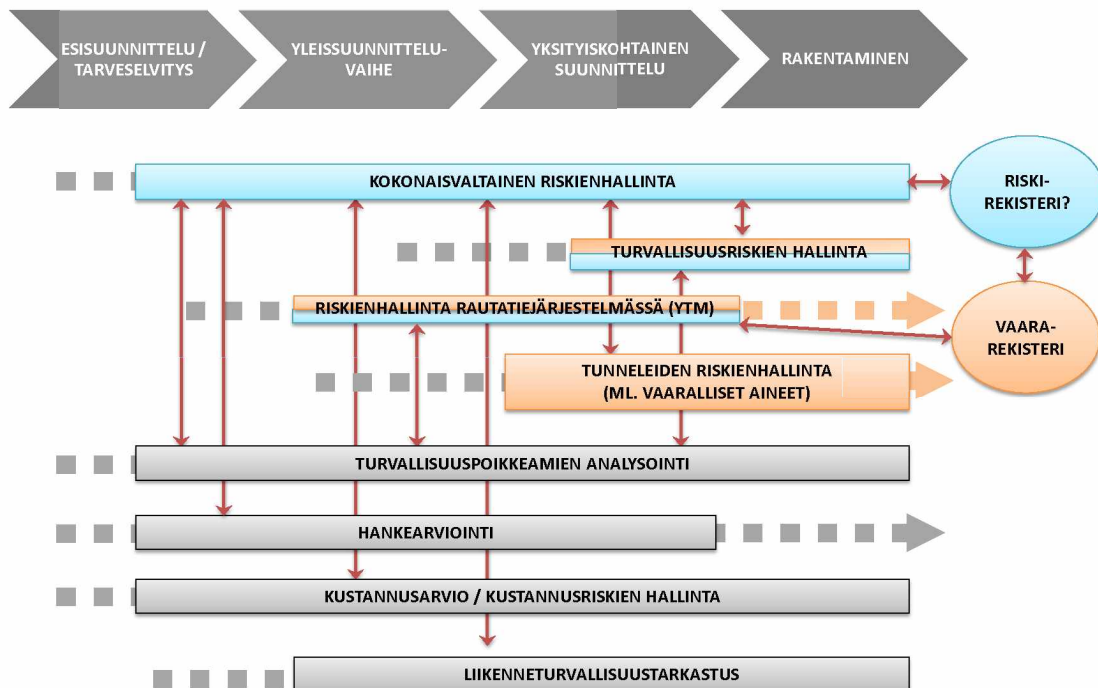 ESISUUNNITTELU /
TARVESELVITYS
YLEISSUUNNITTELU-
VAIHE
YKSITYISKOHTAINEN
SUUNNITTELU
RAKENTAMINEN
KOKONAISVALTAINEN RISKIENHALLINTA
RISKI-
REKISTERI?
TURVALLISUUSRISKIEN HALLINTA
RISKIENHALLINTA RAUTATIEJÄRJESTELMÄSSÄ (YTM)
VAARA-
REKISTERI
TUNNELEIDEN RISKIENHALLINTA
(ML. VAARALLISET AINEET)
TURVALLISUUSPOIKKEAMIEN ANALYSOINTI
HANKEARVIOINTI
KUSTANNUSARVIO / KUSTANNUSRISKIEN HALLINTA
LIIKENNETURVALLISUUSTARKASTUS